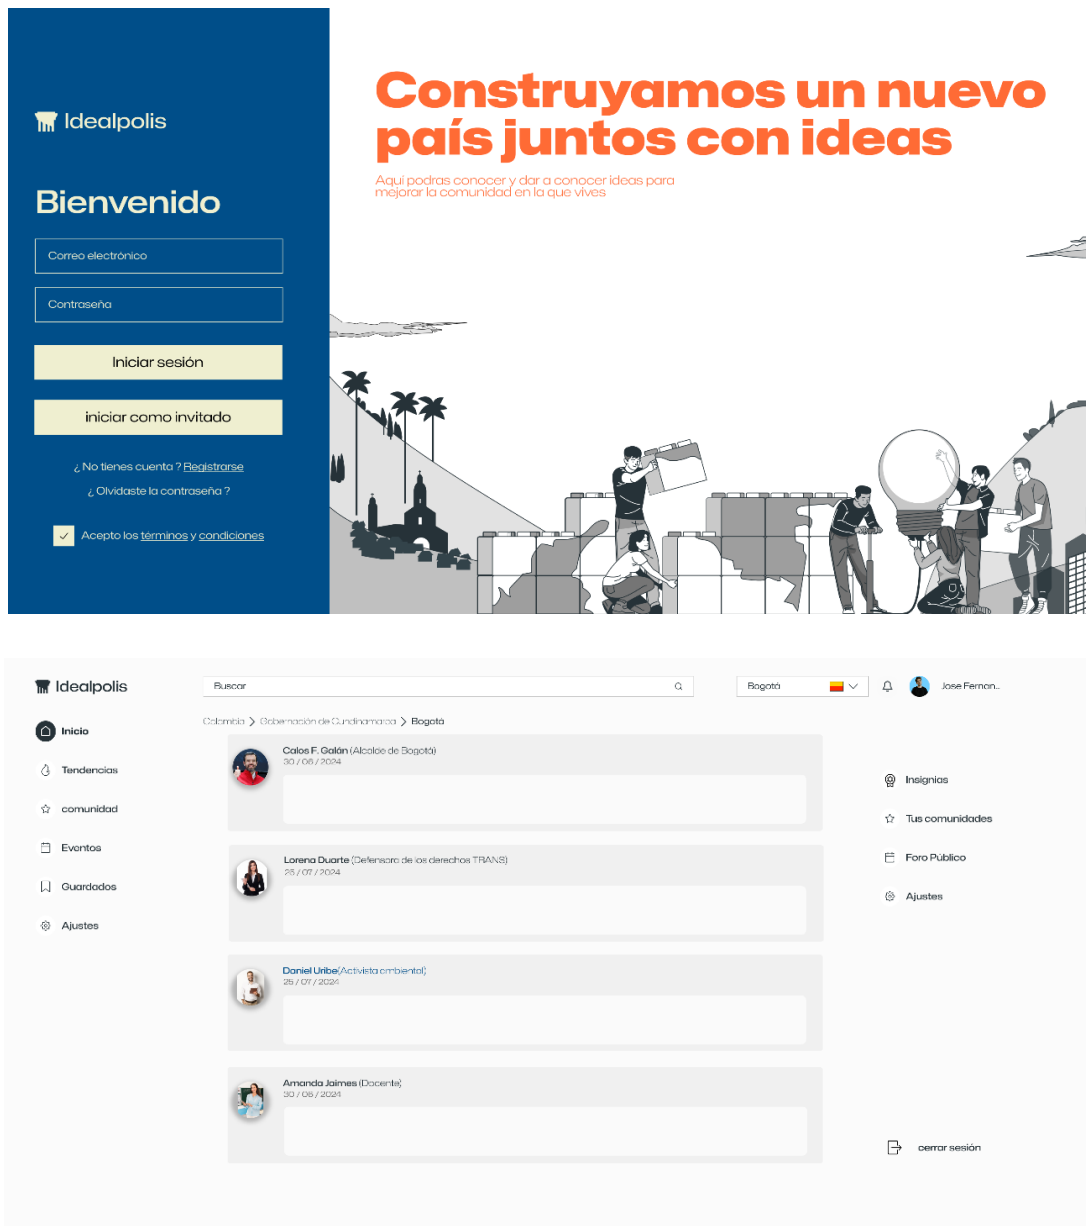 Idealpolis
Bienvenido
Correo electrónico
Contraseña
Iniciar sesión
iniciar como invitado
¿ No tienes cuenta ? Registrarse
¿ Olvidaste la contraseña ?
Acepto los términos y condiciones
Construyamos un nuevo
país juntos con ideas
Aqui podras conocer y dar a conocer ideas para
mejorar la comunidad en la que vives
Idealpolis
Buscar
Bogotá
Jose Fernan..
Inicio
Tendencias
comunidad
Eventos
Guardados
Ajustes
Colombia > Gobernación de Cundinamarca > Bogotá
Calos F. Galán (Alcalde de Bogotá)
30 / 06 / 2024
Lorena Duarte (Defensora de los derechos TRANS)
25 / 07 / 2024
Daniel Uribe(Activista ambiental)
25 / 07 / 2024
Amanda Jaimes (Docente)
30 / 06 / 2024
Insignias
Tus comunidades
Foro Público
Ajustes
cerrar sesión